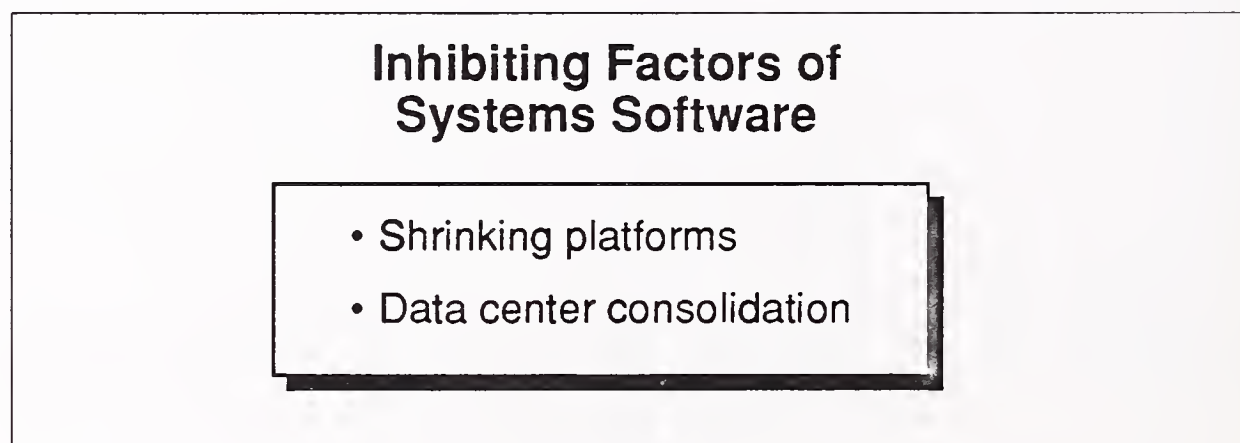 Inhibiting Factors of
Systems Software
• Shrinking platforms
• Data center consolidation